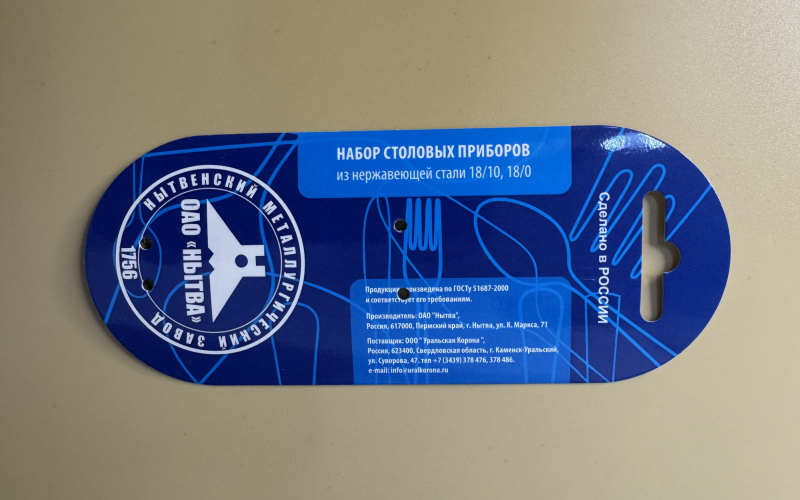 НАБОР СТОЛОВЫХ ПРИБОРОВ
из нержавеющей стали 18/10, 18/0
НЫТВЕНСКИЙ МЕТАЛЛУРГИЧЕСКИЙ ЗАВОД
1756
ОАО «НЫТВА»
Сделано в РОССИИ
Продукция произведена по ГОСТу 51687-2000
и соответствует его требованиям.
Производитель: ОАО "Нытва",
Россия, 617000, Пермский край, г. Нытва, ул. К. Маркса, 71
Поставщик: ООО " Уральская Корона ",
Россия, 623400, Свердловская область, г. Каменск-Уральский,
ул. Суворова, 47. тел +7 (3439) 378 476, 378 486.
e-mail: info@uralkorona.ru